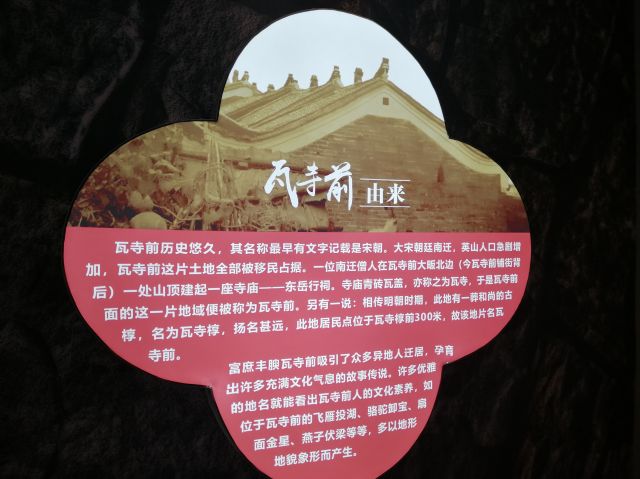 瓦寺前 由来
瓦寺前历史悠久，其名称最早有文字记载是宋朝。大宋朝廷南迁，英山人口急剧增
加，瓦寺前这片土地全部被移民占据。一位南迁僧人在瓦寺前大畈北边（今瓦寺前铺街背
后）一处山顶建起一座寺庙——东岳行祠。寺庙青砖瓦盖，亦称之为瓦寺，于是瓦寺前
面的这一片地域便被称为瓦寺前。另有一说：相传明朝时期，此地有一葬和尚的古
椁，名为瓦寺椁，扬名甚远，此地居民点位于瓦寺椁前300米，故该地片名瓦
寺前。
富庶丰腴瓦寺前吸引了众多异地人迁居，孕育
出许多充满文化气息的故事传说。许多优雅
的地名就能看出瓦寺前人的文化素养，如
位于瓦寺前的飞雁投湖、骆驼卸宝、扇
面金星、燕子伏梁等等，多以地形
地貌象形而产生。